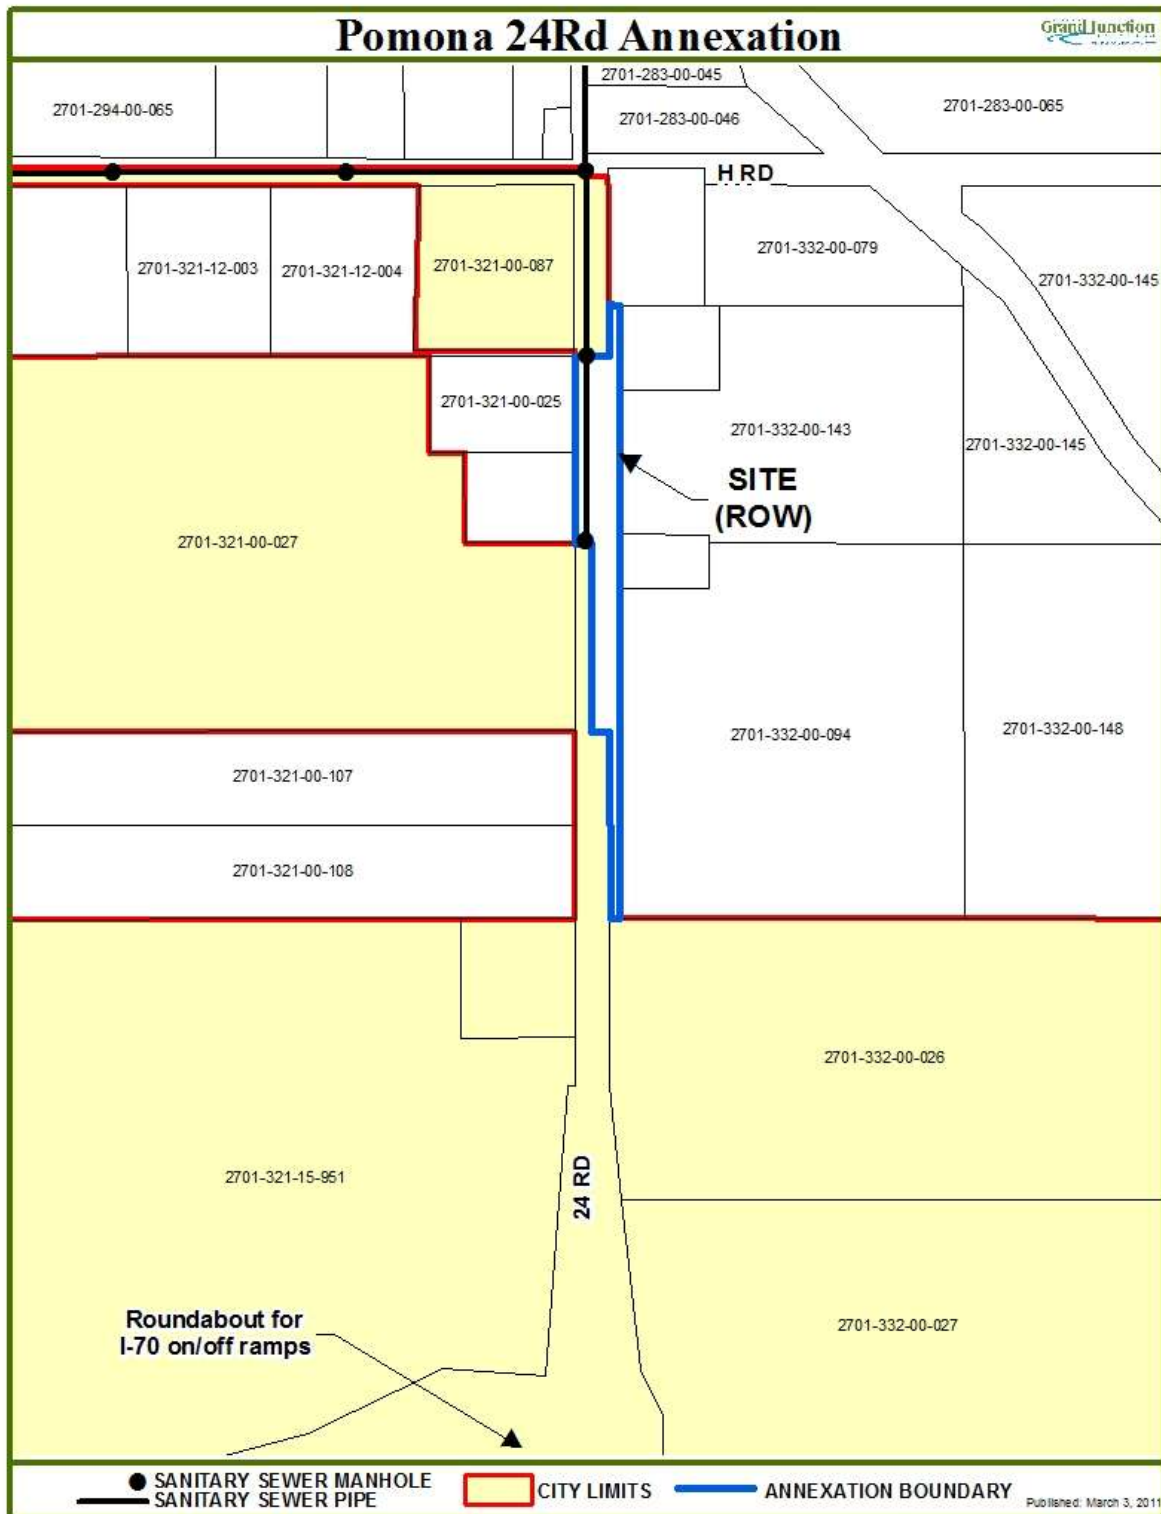 Pomona 24Rd Annexation
Grand Junction
2701-283-00-045
2701-294-00-065
2701-283-00-046
2701-283-00-065
H RD
2701-321-12-003
2701-321-12-004
2701-321-00-087
2701-332-00-079
2701-332-00-145
2701-321-00-025
2701-332-00-143
2701-332-00-145
SITE
(ROW)
2701-321-00-027
2701-332-00-094
2701-332-00-148
2701-321-00-107
2701-321-00-108
2701-332-00-026
2701-321-15-951
24 RD
Roundabout for
I-70 on/off ramps
2701-332-00-027
SANITARY SEWER MANHOLE
SANITARY SEWER PIPE
CITY LIMITS
ANNEXATION BOUNDARY
Published: March 3, 2011